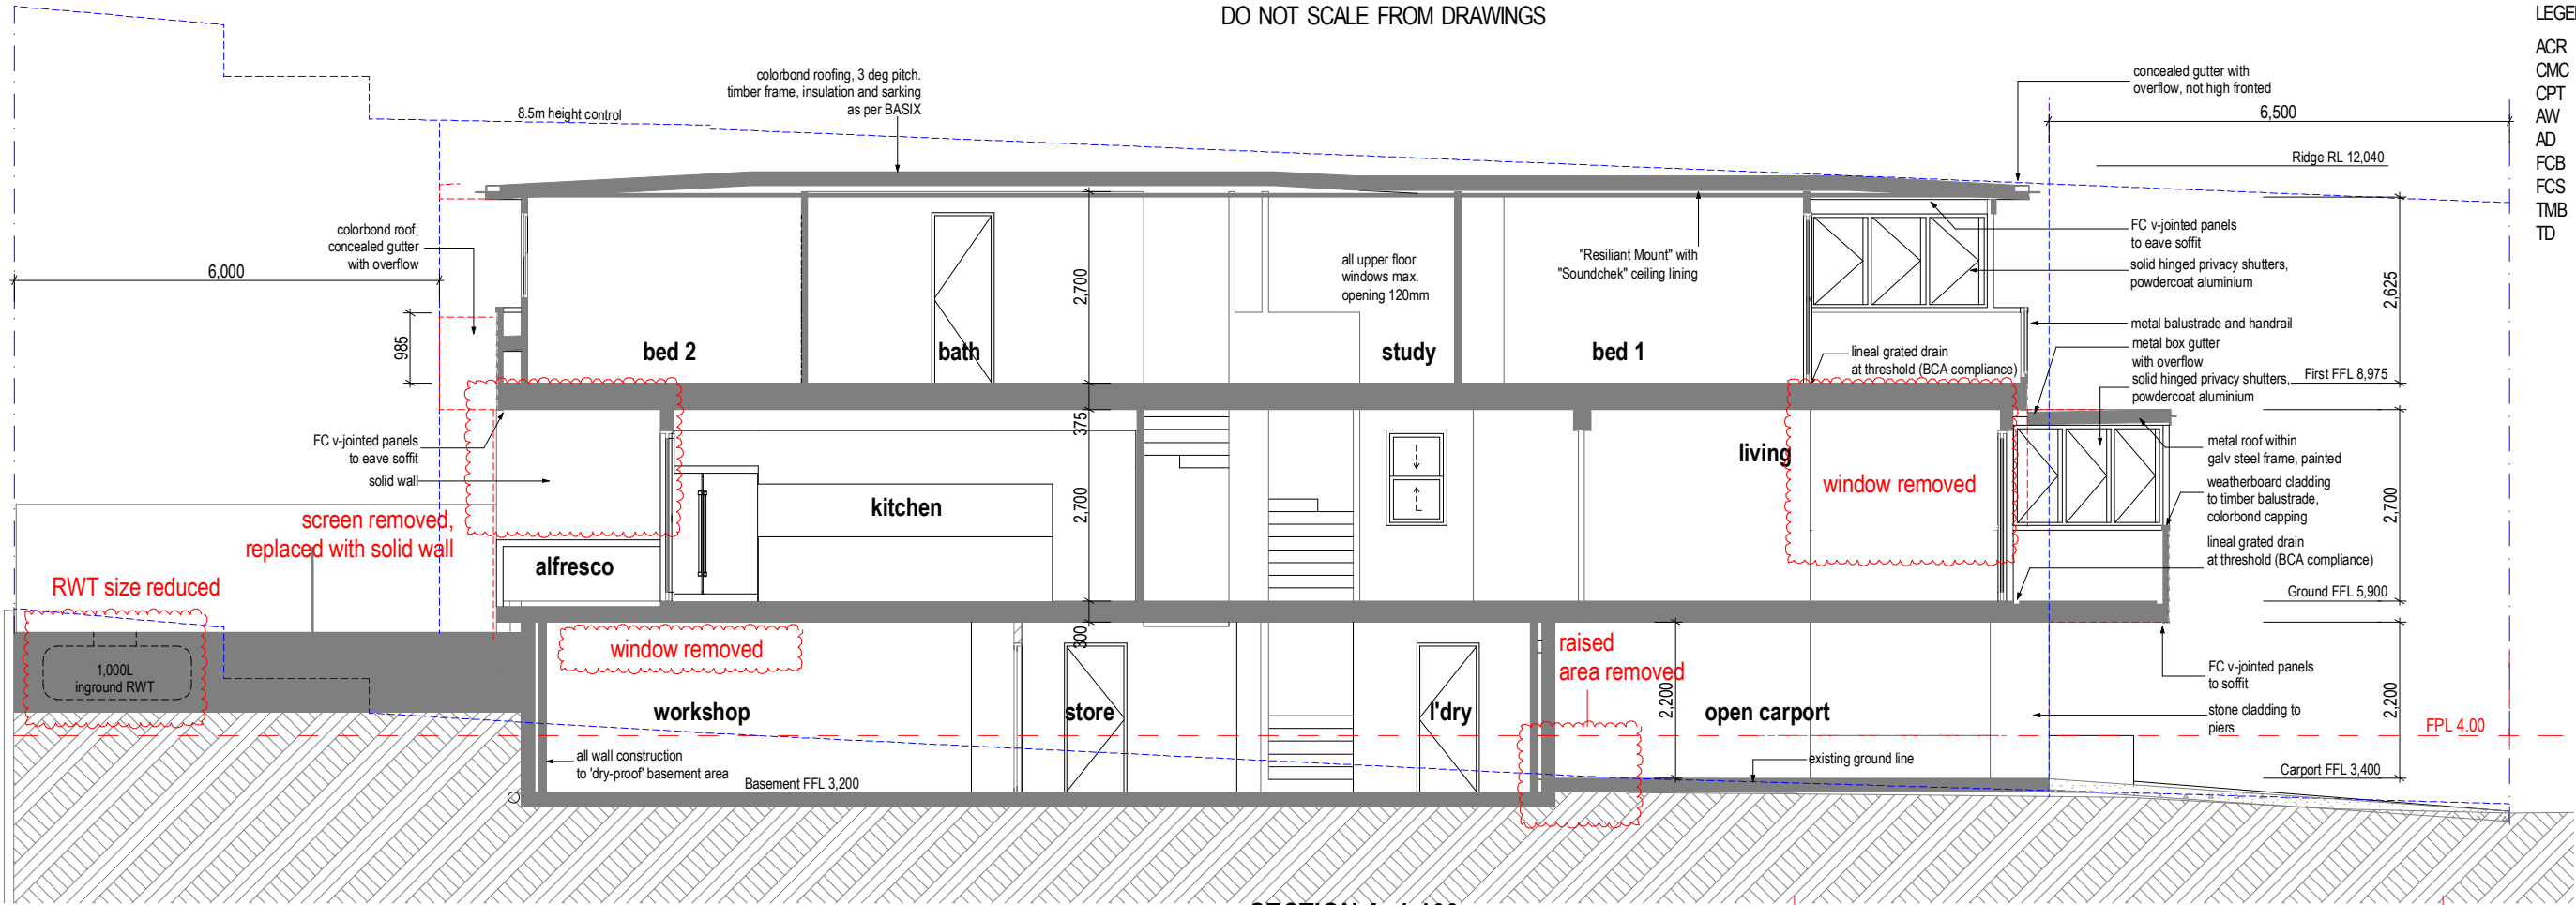 DO NOT SCALE FROM DRAWINGS
ACR
CMC
CPT
AW
AD
FCB
FCS
TMB
TD
colorbond roofing, 3 deg pitch.
timber frame, insulation and sarking
as per BASIX
8.5m height control
concealed gutter with
overflow, not high fronted
6,500
Ridge RL 12,040
colorbond roof,
concealed gutter
with overflow
6,000
985
2,700
all upper floor
windows max.
opening 120mm
"Resiliant Mount" with
"Soundchek" ceiling lining
FC v-jointed panels
to eave soffit
solid hinged privacy shutters,
powdercoat aluminium
2,625
metal balustrade and handrail
metal box gutter
with overflow
solid hinged privacy shutters,
powdercoat aluminium
First FFL 8,975
bed 2
bath
study
bed 1
lineal grated drain
at threshold (BCA compliance)
FC v-jointed panels
to eave soffit
solid wall
375
2,700
kitchen
living
window removed
metal roof within
galv steel frame, painted
weatherboard cladding
to timber balustrade,
colorbond capping
2,700
lineal grated drain
at threshold (BCA compliance)
Ground FFL 5,900
screen removed,
replaced with solid wall
alfresco
RWT size reduced
1,000L
inground RWT
window removed
300
raised
area removed
2,200
FC v-jointed panels
to soffit
workshop
store
l'dry
open carport
stone cladding to
piers
2,200
FPL 4.00
all wall construction
to 'dry-proof' basement area
Basement FFL 3,200
existing ground line
Carport FFL 3,400